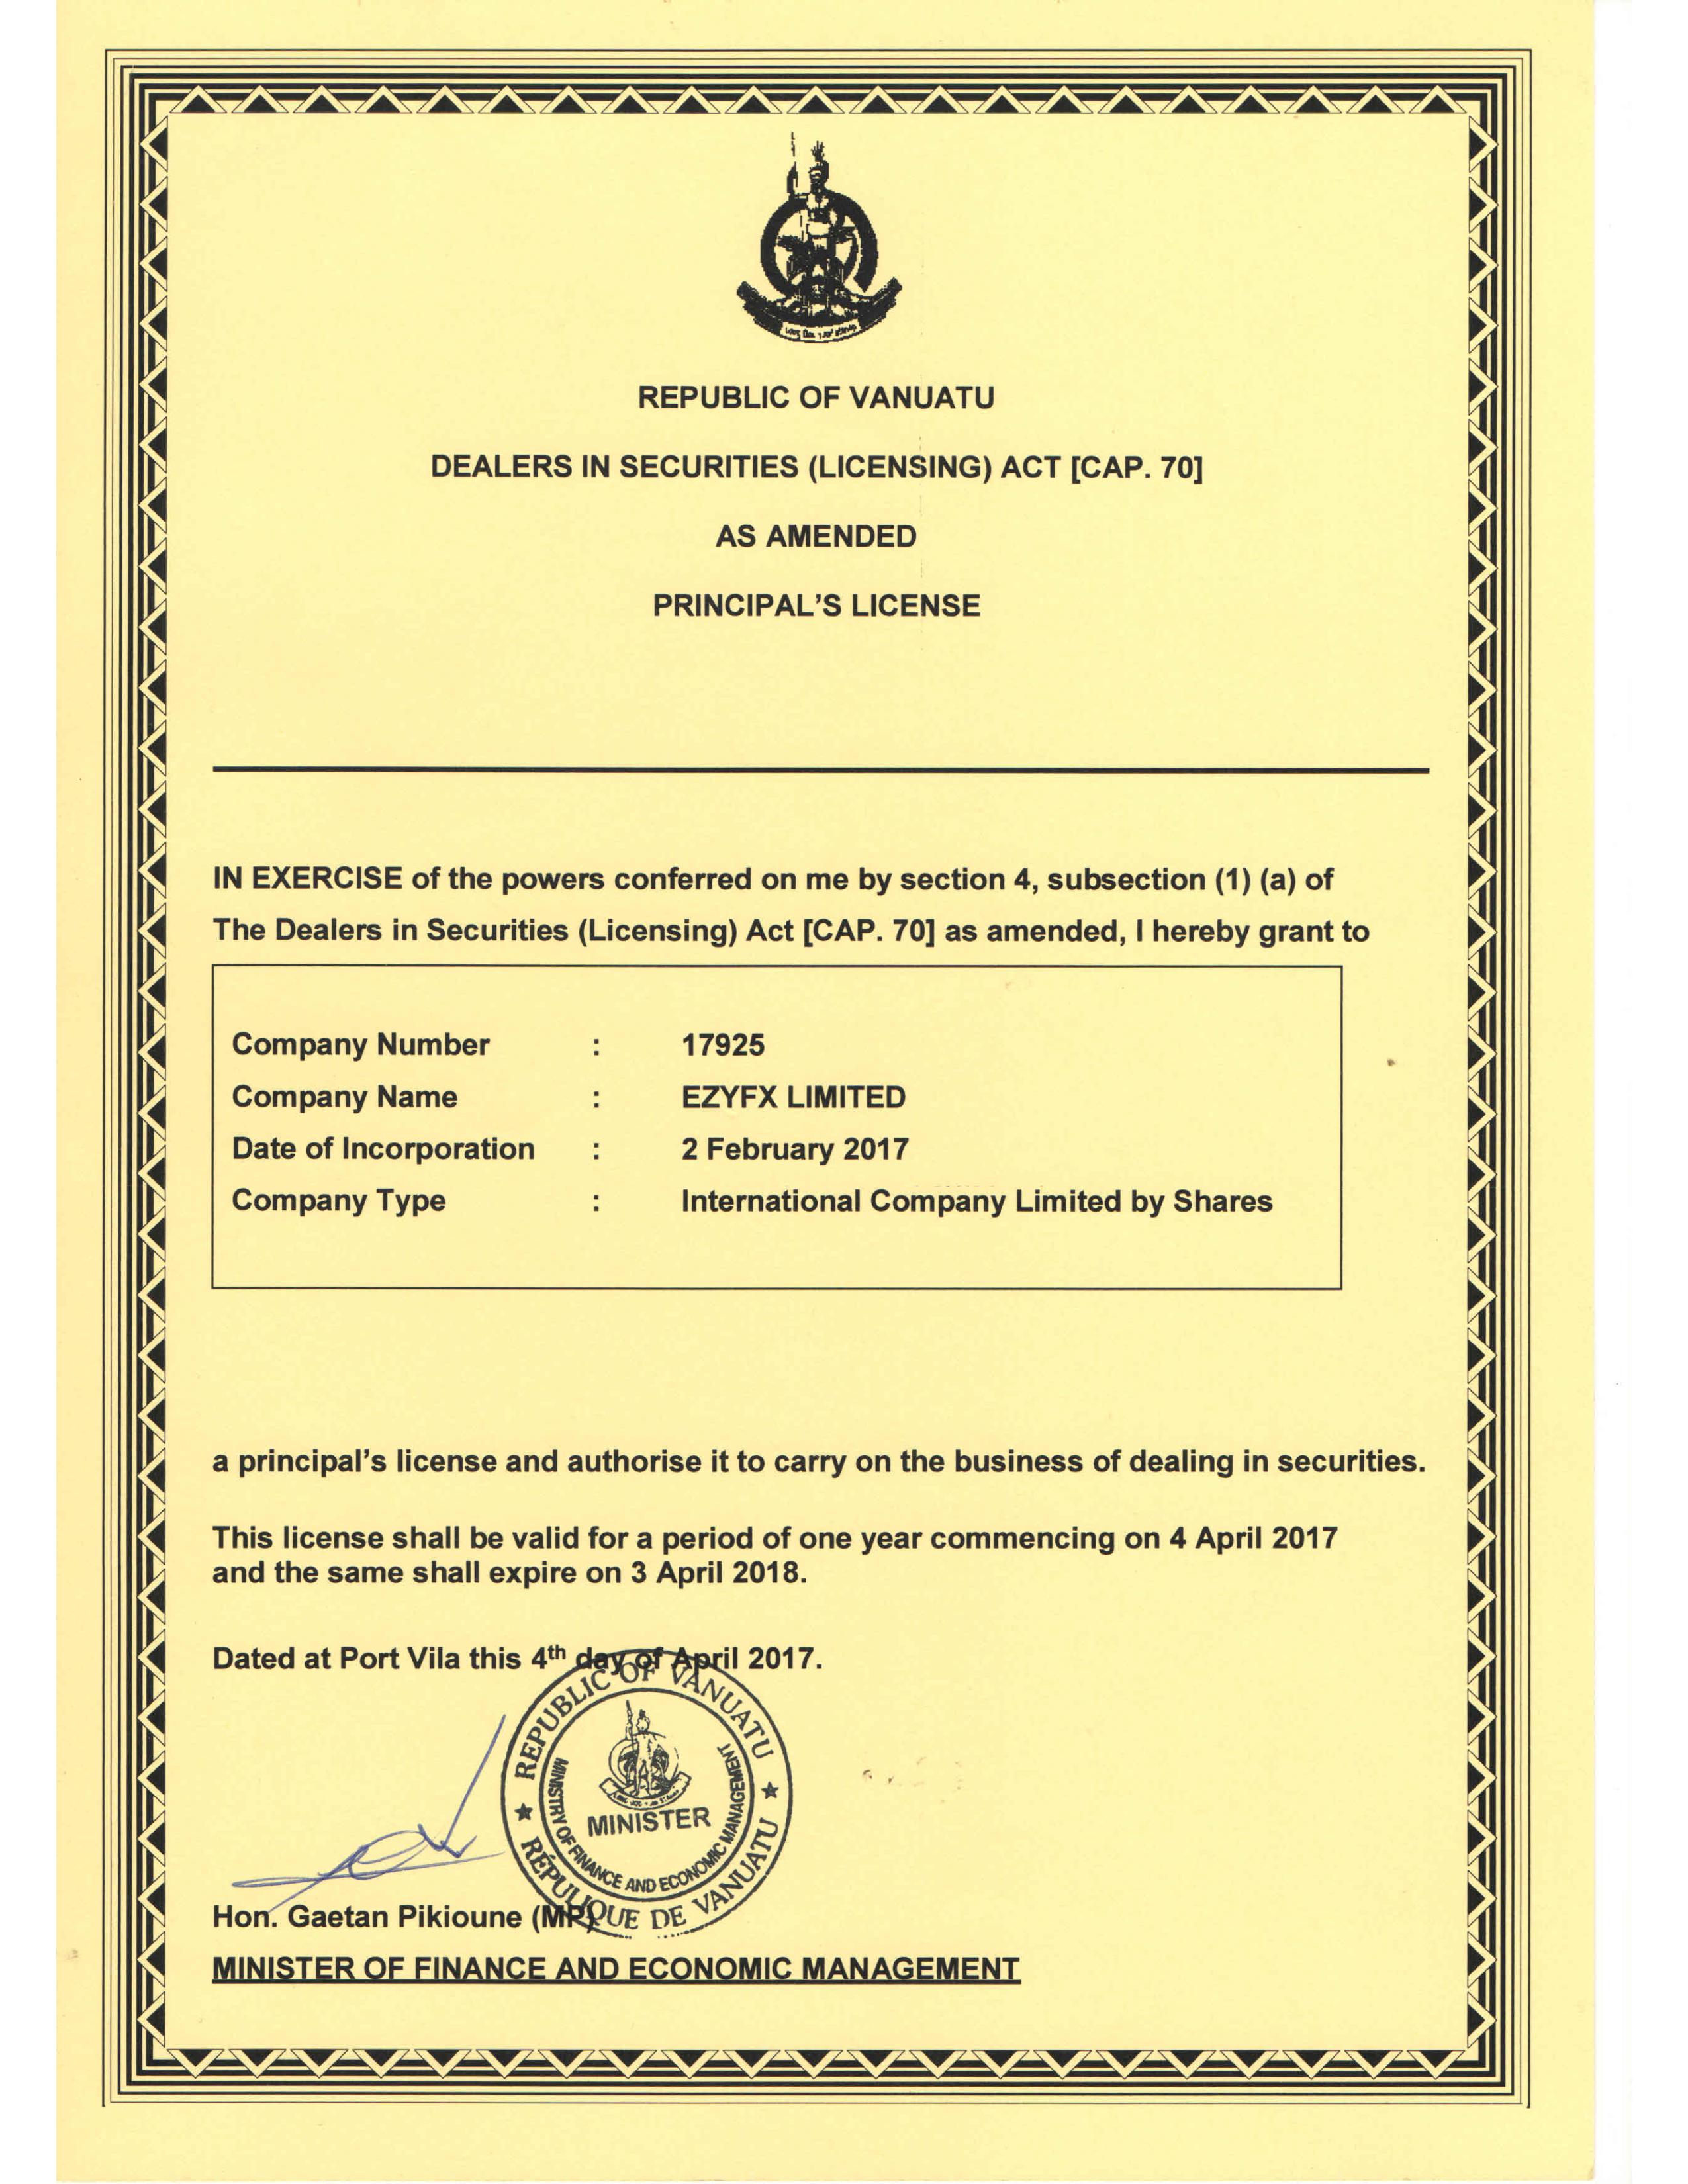 REPUBLIC OF VANUATU
DEALERS IN SECURITIES (LICENSING) ACT [CAP. 70]
AS AMENDED
PRINCIPAL'S LICENSE
IN EXERCISE of the powers conferred on me by section 4, subsection (1) (a) of
The Dealers in Securities (Licensing) Act [CAP. 70] as amended, I hereby grant to
Company Number : 17925
Company Name : EZYFX LIMITED
Date of Incorporation : 2 February 2017
Company Type : International Company Limited by Shares
a principal's license and authorise it to carry on the business of dealing in securities.
This license shall be valid for a period of one year commencing on 4 April 2017
and the same shall expire on 3 April 2018.
Dated at Port Vila this 4th day of April 2017.
REPUBLIC OF VANUATU
MINISTRY OF FINANCE AND ECONOMIC MANAGEMENT
MINISTER
RÉPULIQUE DE VANUATU
Hon. Gaetan Pikioune (MP)
MINISTER OF FINANCE AND ECONOMIC MANAGEMENT